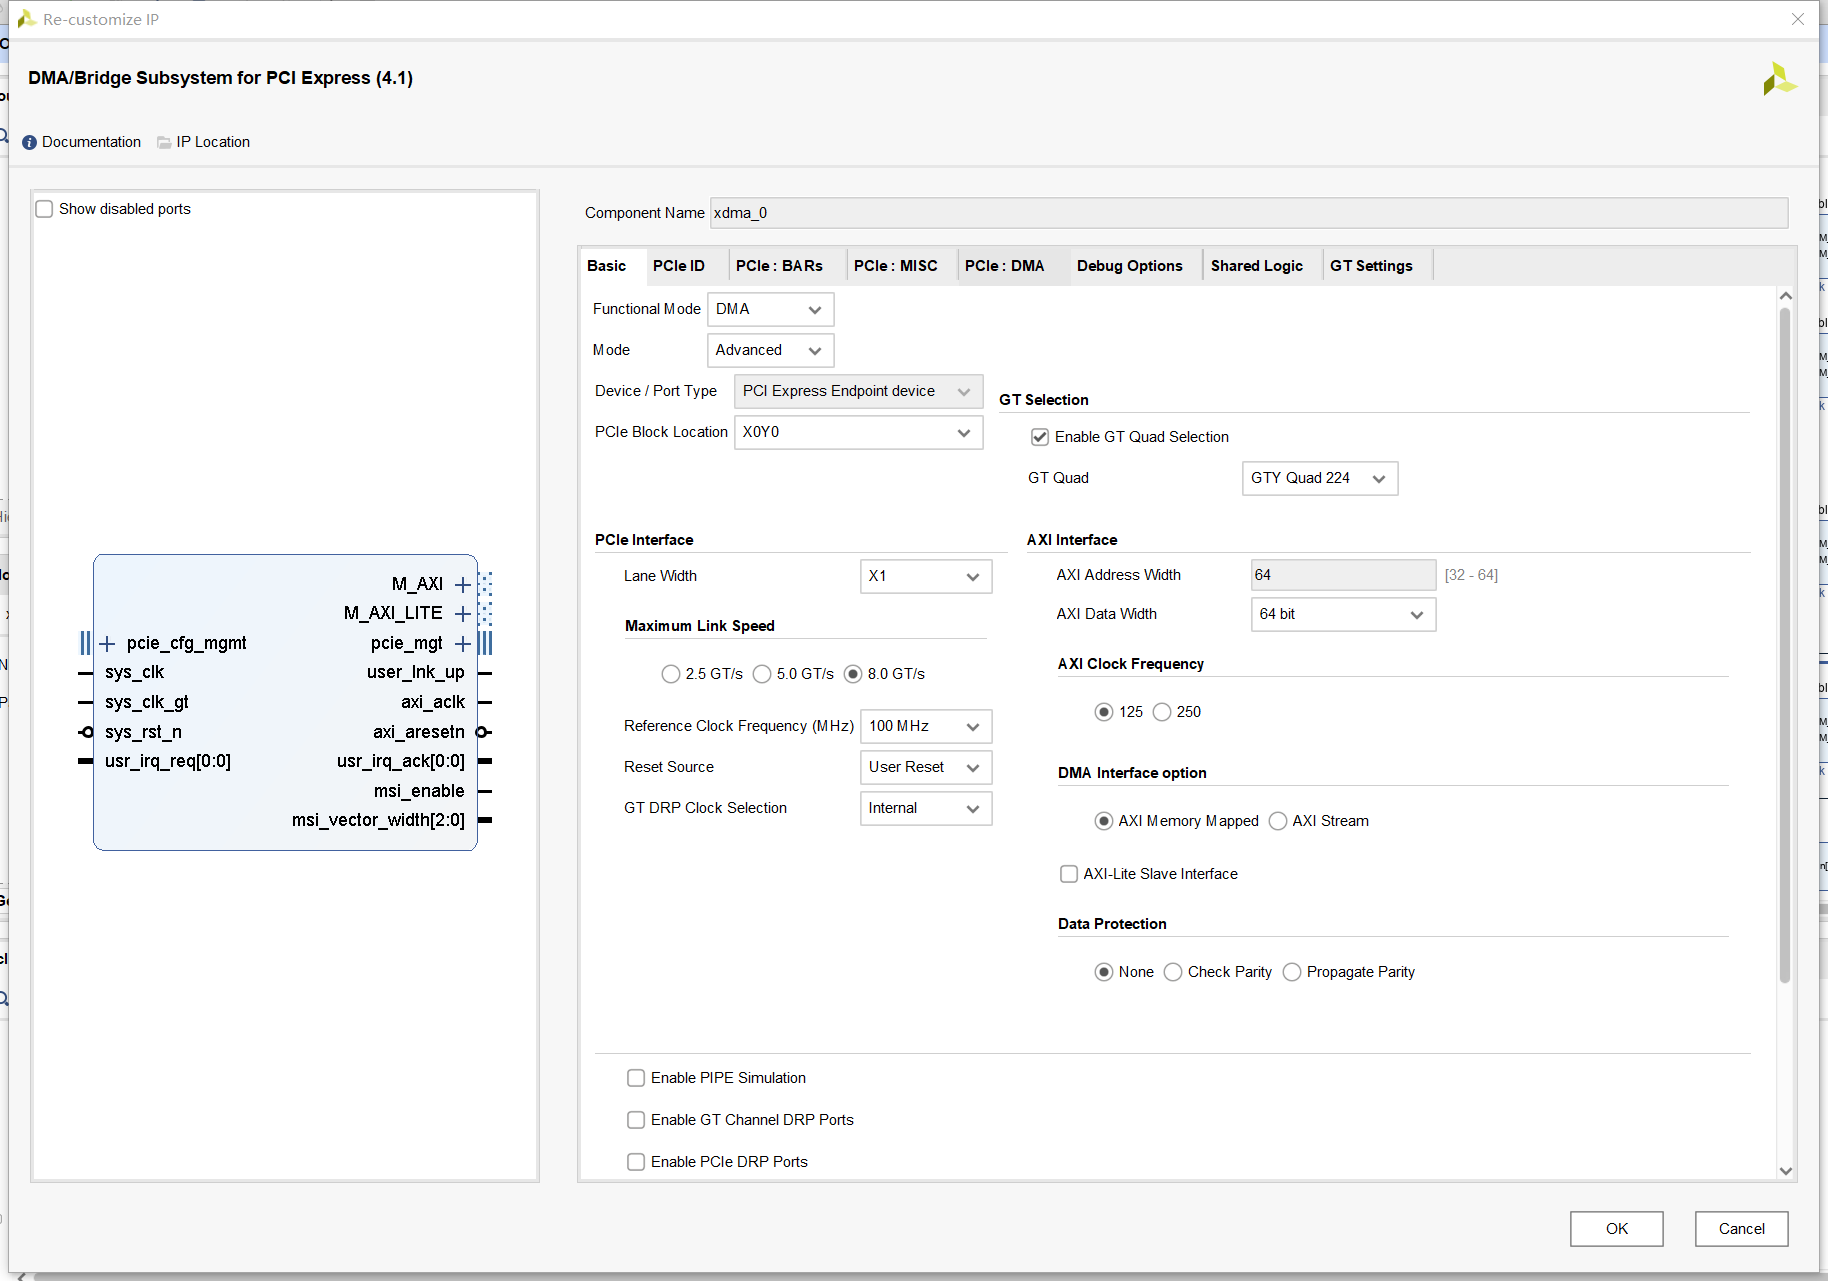 Re-customize IP
DMA/Bridge Subsystem for PCI Express (4.1)
Documentation IP Location
Show disabled ports
M_AXI
M_AXI_LITE
pcie_cfg_mgmt pcie_mgt
sys_clk user_lnk_up
sys_clk_gt axi_aclk
sys_rst_n axi_aresetn
usr_irq_req[0:0] usr_irq_ack[0:0]
msi_enable
msi_vector_width[2:0]
Component Name xdma_0
Basic PCIe ID PCIe : BARs PCIe : MISC PCIe : DMA Debug Options Shared Logic GT Settings
Functional Mode DMA
Mode Advanced
Device / Port Type PCI Express Endpoint device
PCIe Block Location X0Y0
GT Selection
Enable GT Quad Selection
GT Quad GTY Quad 224
PCIe Interface
Lane Width X1
Maximum Link Speed
2.5 GT/s 5.0 GT/s 8.0 GT/s
Reference Clock Frequency (MHz) 100 MHz
Reset Source User Reset
GT DRP Clock Selection Internal
AXI Interface
AXI Address Width 64 [32 - 64]
AXI Data Width 64 bit
AXI Clock Frequency
125 250
DMA Interface option
AXI Memory Mapped AXI Stream
AXI-Lite Slave Interface
Data Protection
None Check Parity Propagate Parity
Enable PIPE Simulation
Enable GT Channel DRP Ports
Enable PCIe DRP Ports
OK Cancel